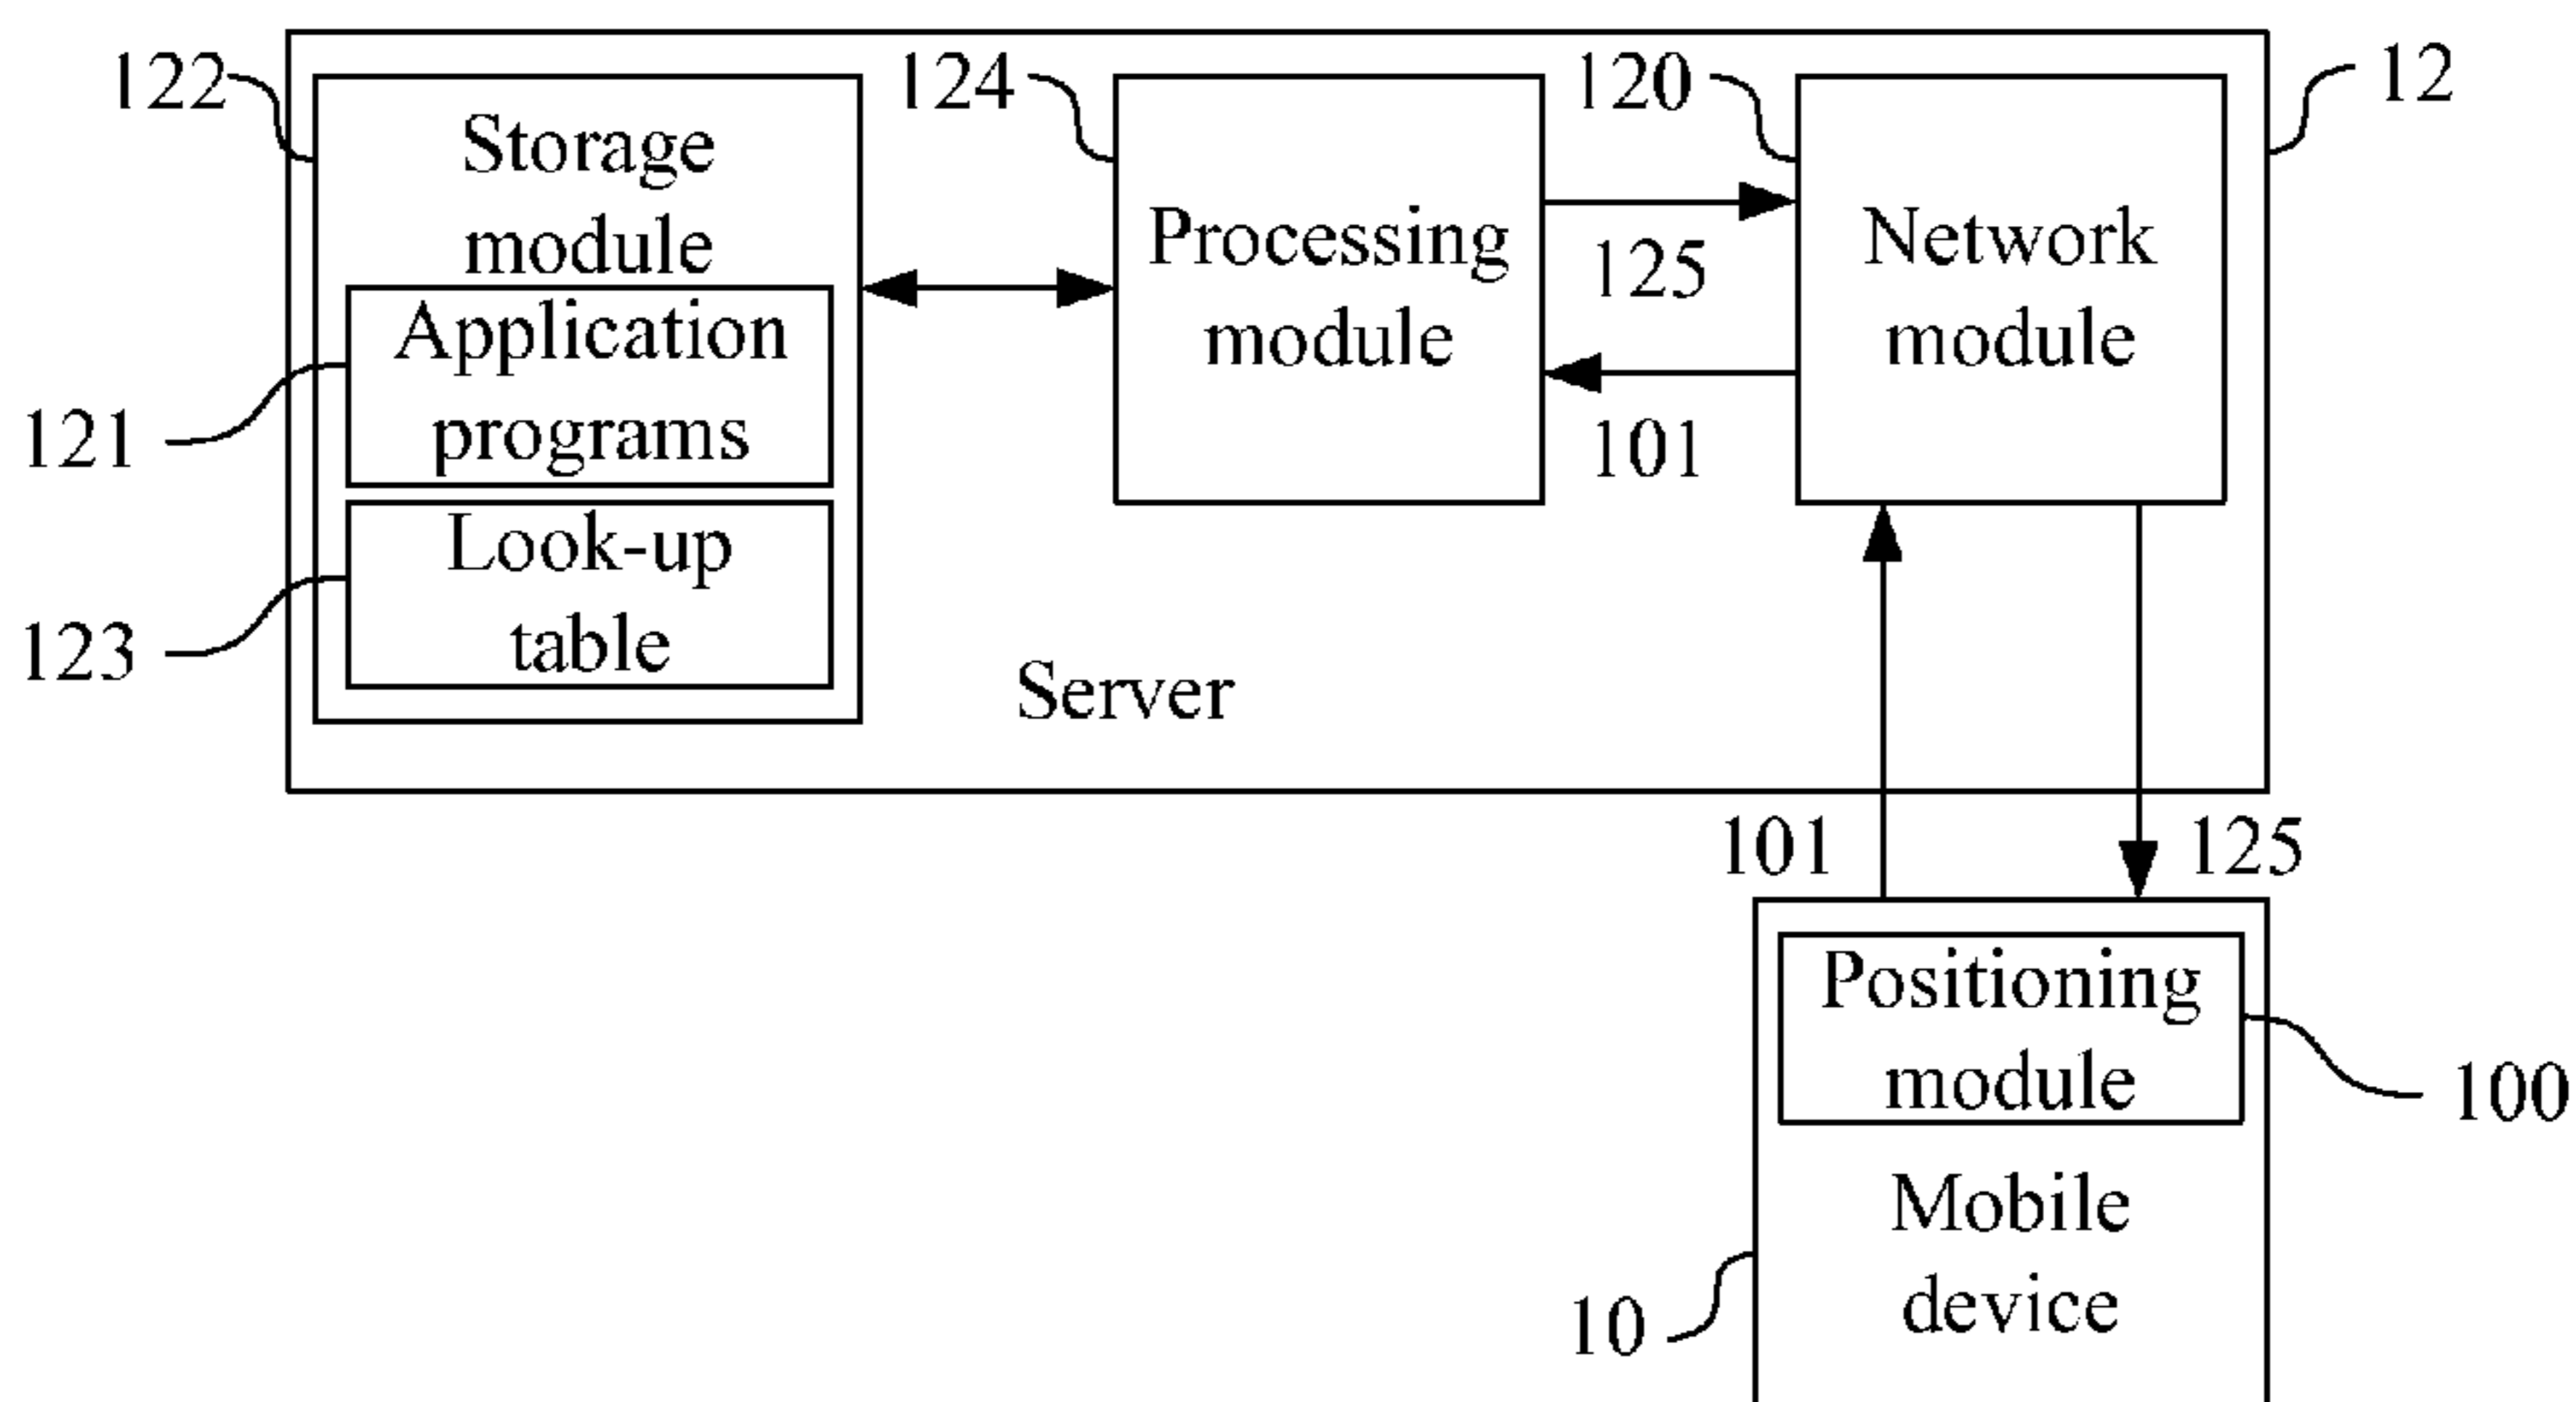 122
124
120
12
Storage
module
Processing
module
Network
module
125
101
Application
programs
121
Look-up
table
123
Server
101
125
Positioning
module
100
Mobile
device
10